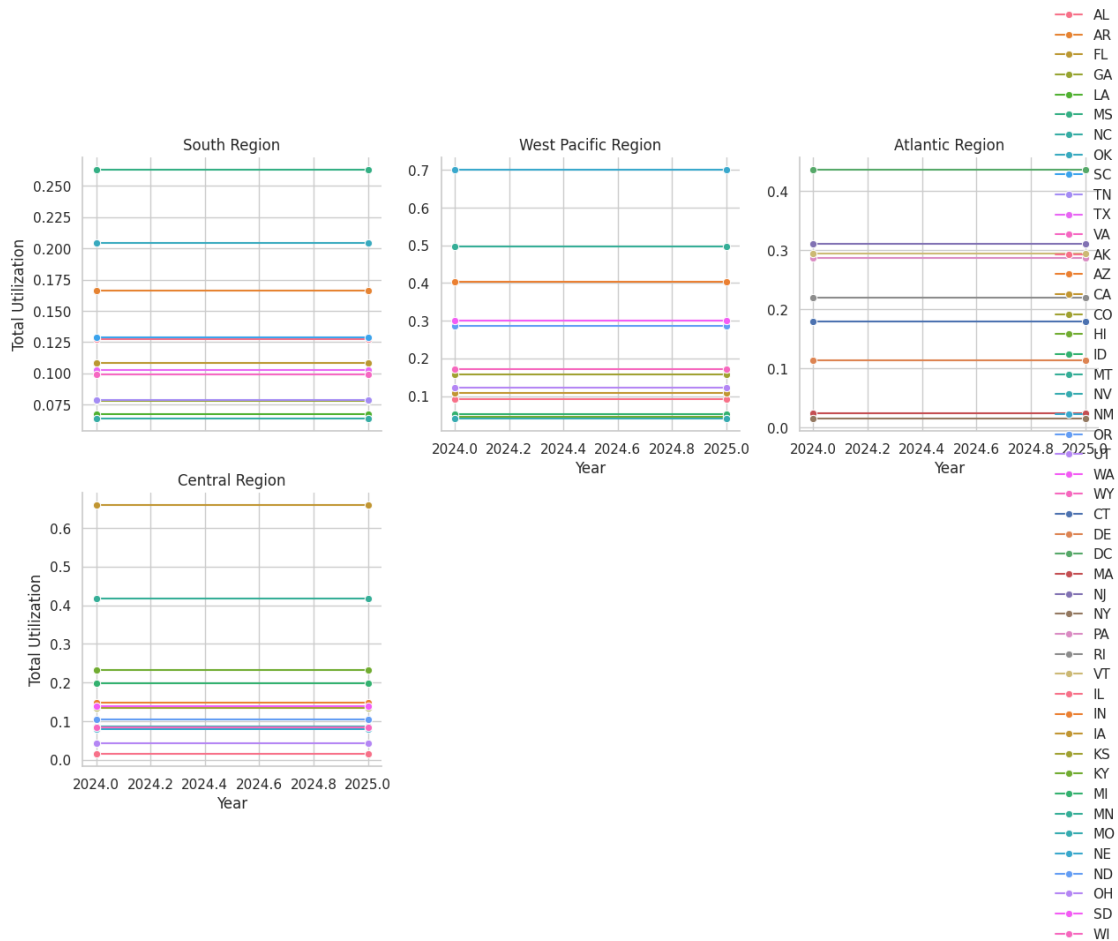 South Region
0.250
0.225
0.200
0.175
0.150
0.125
0.100
0.075
Total Utilization
West Pacific Region
0.7
0.6
0.5
0.4
0.3
0.2
0.1
2024.0 2024.2 2024.4 2024.6 2024.8 2025.0
Year
Atlantic Region
0.4
0.3
0.2
0.1
0.0
2024.0 2024.2 2024.4 2024.6 2024.8 2025.0
Year
Central Region
0.6
0.5
0.4
0.3
0.2
0.1
0.0
Total Utilization
2024.0 2024.2 2024.4 2024.6 2024.8 2025.0
Year
AL
AR
FL
GA
LA
MS
NC
OK
SC
TN
TX
VA
AK
AZ
CA
CO
HI
ID
MT
NV
NM
OR
UT
WA
WY
CT
DE
DC
MA
NJ
NY
PA
RI
VT
IL
IN
IA
KS
KY
MI
MN
MO
NE
ND
OH
SD
WI